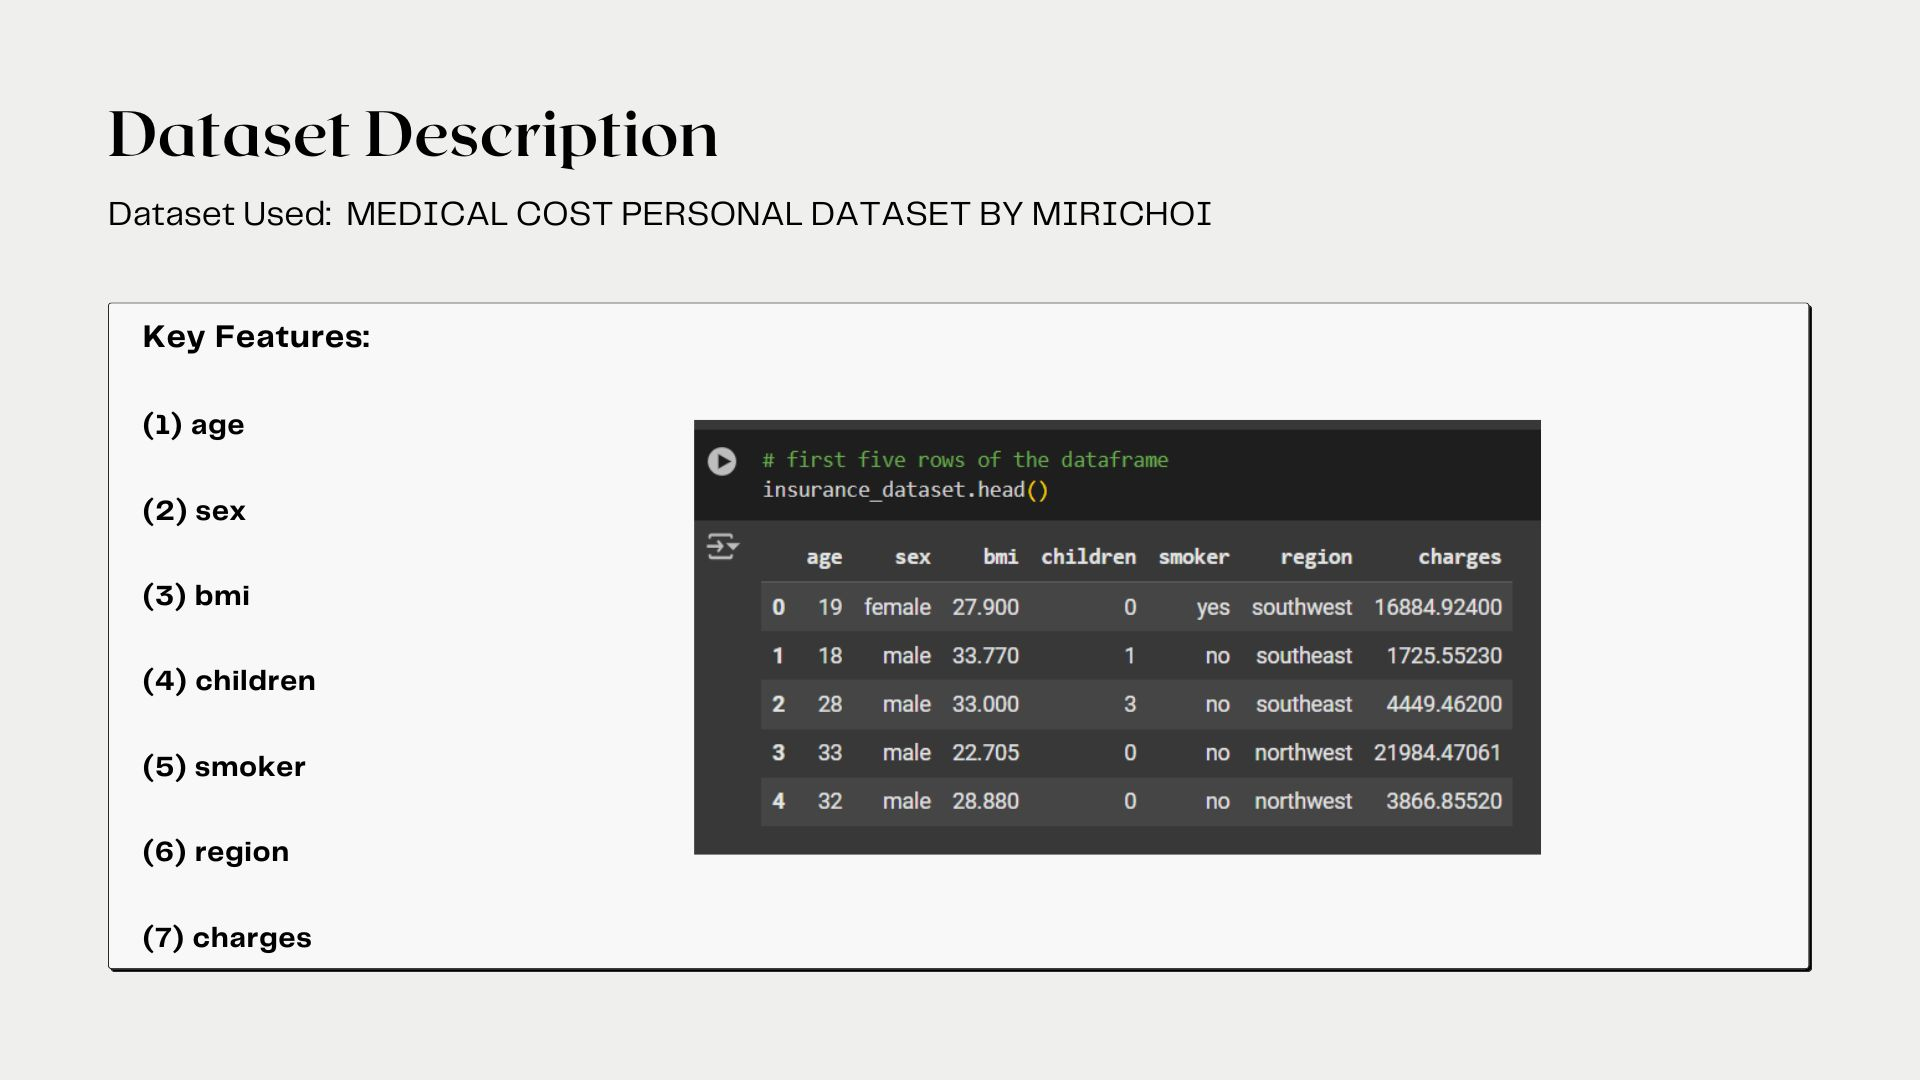 Dataset Description
Dataset Used: MEDICAL COST PERSONAL DATASET BY MIRICHOI
Key Features:
(1) age
(2) sex
(3) bmi
(4) children
(5) smoker
(6) region
(7) charges
# first five rows of the dataframe
insurance_dataset.head()
age sex bmi children smoker region charges
0 19 female 27.900 0 yes southwest 16884.92400
1 18 male 33.770 1 no southeast 1725.55230
2 28 male 33.000 3 no southeast 4449.46200
3 33 male 22.705 0 no northwest 21984.47061
4 32 male 28.880 0 no northwest 3866.85520